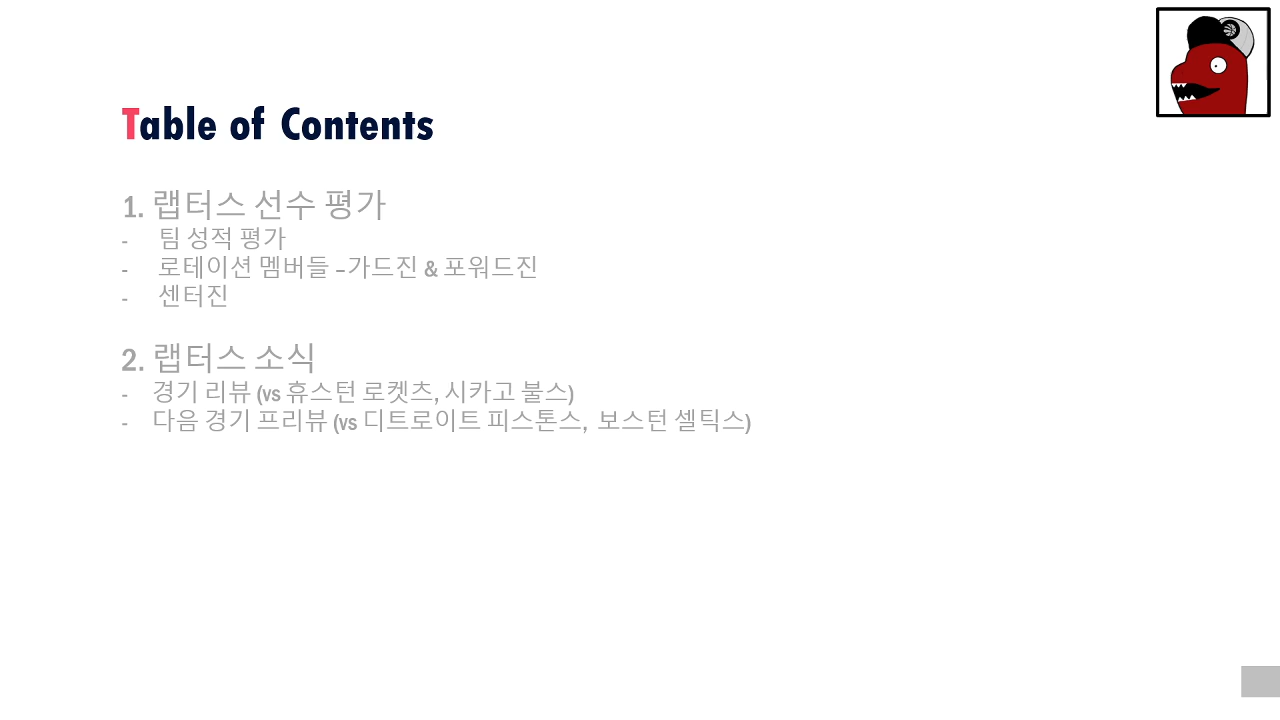 Table of Contents
1. 랩터스 선수 평가
- 팀 성적 평가
- 로테이션 멤버들 –가드진 & 포워드진
- 센터진
2. 랩터스 소식
- 경기 리뷰 (vs 휴스턴 로켓츠, 시카고 불스)
- 다음 경기 프리뷰 (vs 디트로이트 피스톤스, 보스턴 셀틱스)